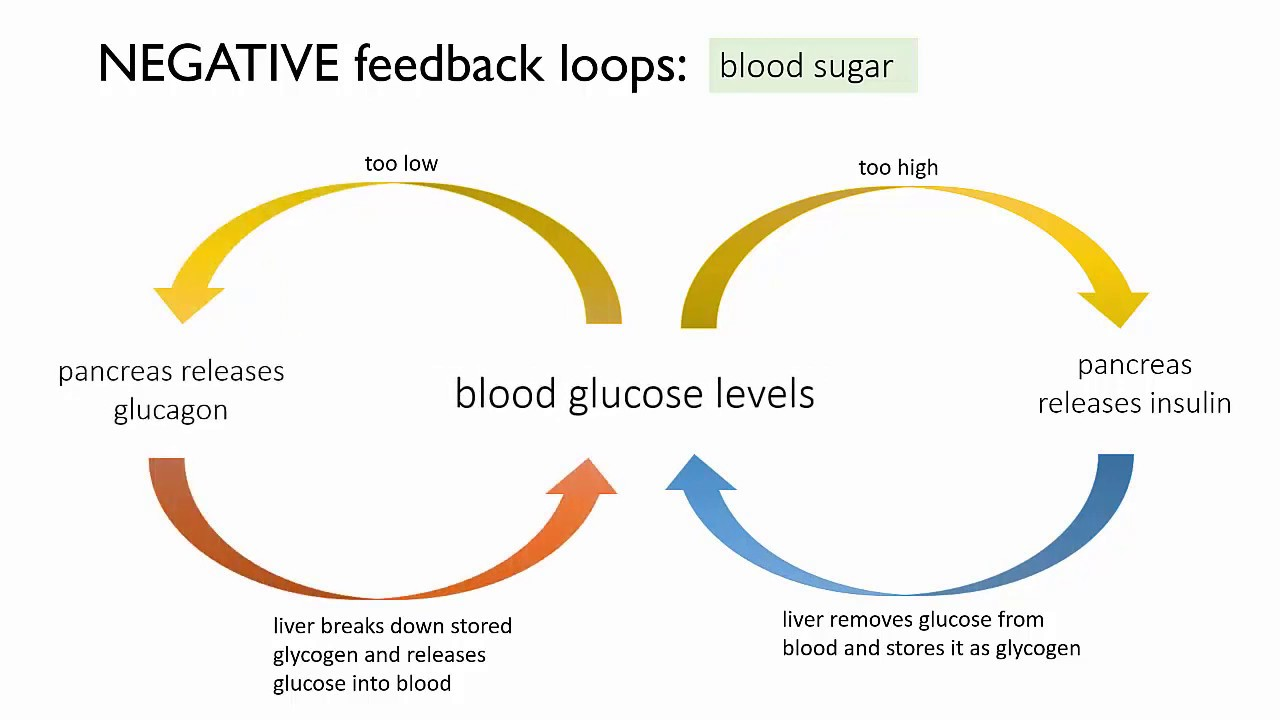 NEGATIVE feedback loops: blood sugar
too low
too high
pancreas releases
glucagon
blood glucose levels
pancreas
releases insulin
liver breaks down stored
glycogen and releases
glucose into blood
liver removes glucose from
blood and stores it as glycogen